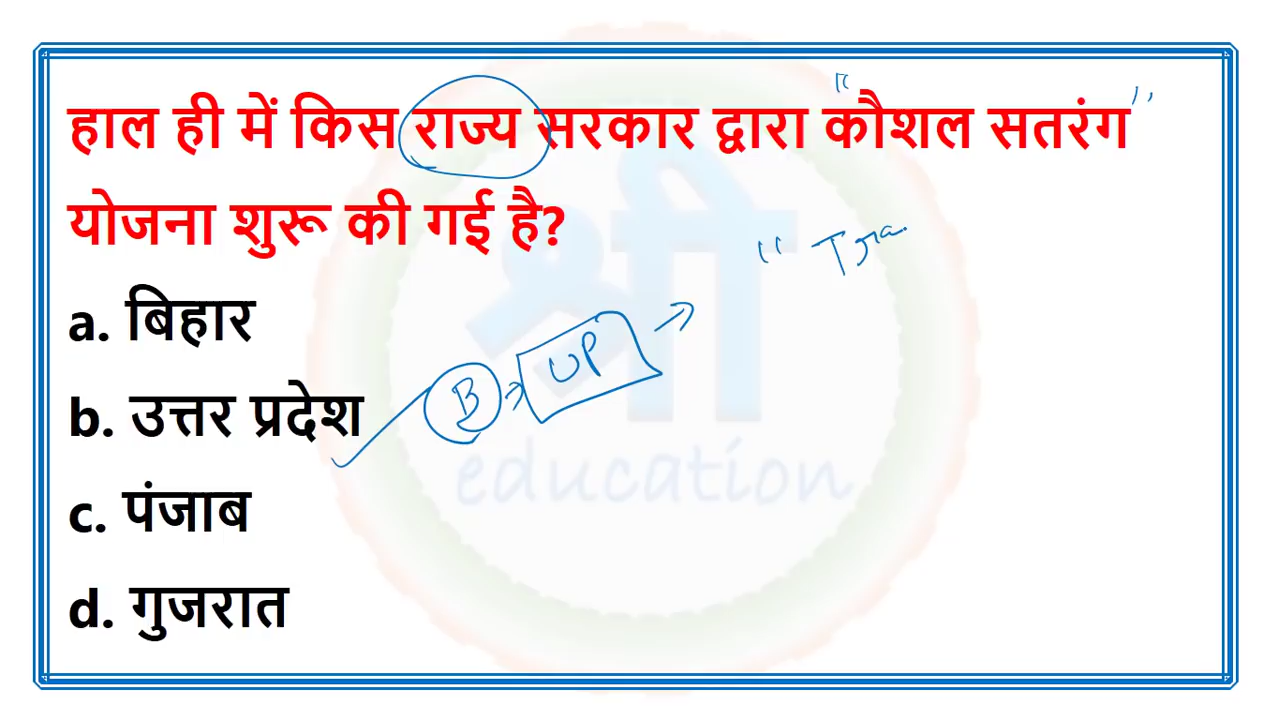 हाल ही में किस राज्य सरकार द्वारा "कौशल सतरंग"
योजना शुरू की गई है?
a. बिहार
b. उत्तर प्रदेश
B → UP →
c. पंजाब
d. गुजरात
श्री
education